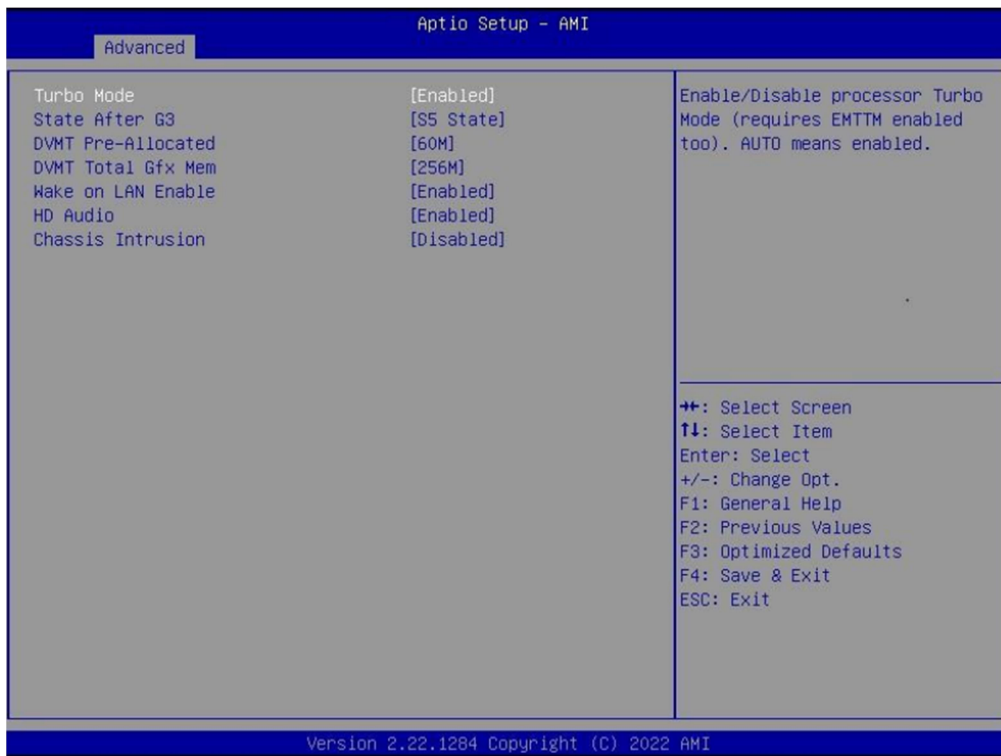 Aptio Setup – AMI
Advanced
Turbo Mode [Enabled]
State After G3 [S5 State]
DVMT Pre-Allocated [60M]
DVMT Total Gfx Mem [256M]
Wake on LAN Enable [Enabled]
HD Audio [Enabled]
Chassis Intrusion [Disabled]
Enable/Disable processor Turbo
Mode (requires EMTTM enabled
too). AUTO means enabled.
→←: Select Screen
↑↓: Select Item
Enter: Select
+/-: Change Opt.
F1: General Help
F2: Previous Values
F3: Optimized Defaults
F4: Save & Exit
ESC: Exit
Version 2.22.1284 Copyright (C) 2022 AMI